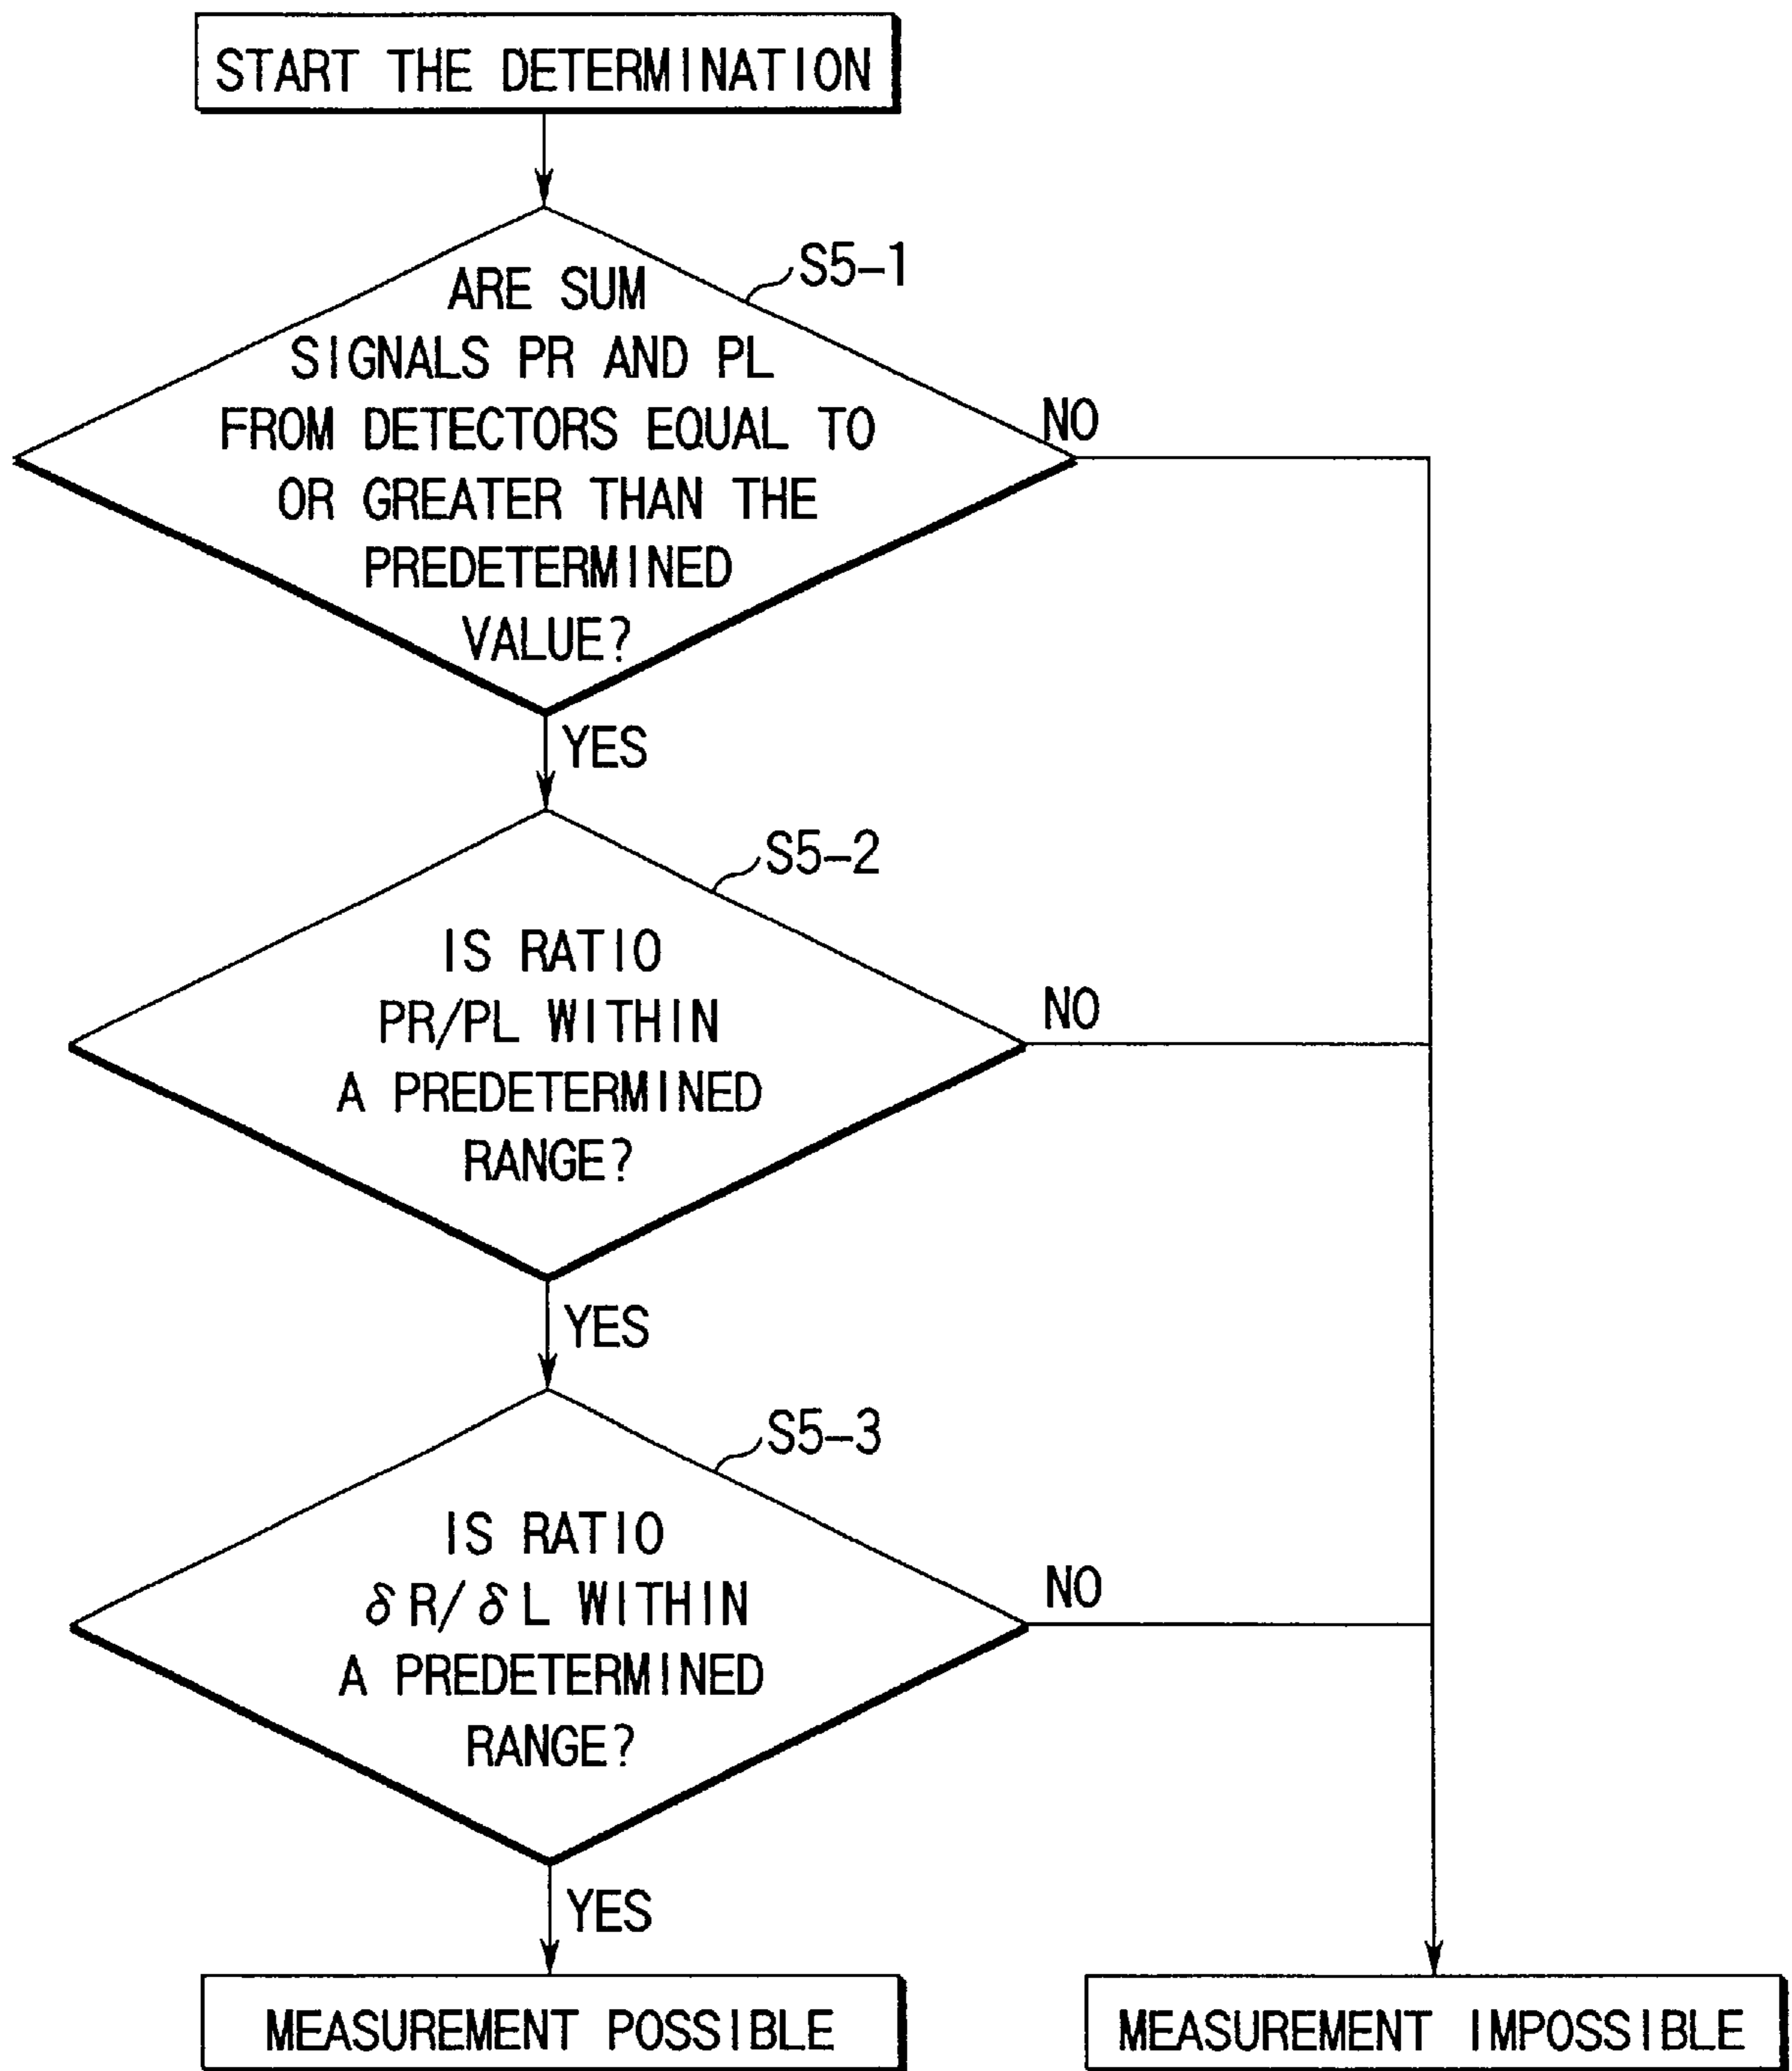 START THE DETERMINATION
S5-1
ARE SUM
SIGNALS PR AND PL
FROM DETECTORS EQUAL TO
OR GREATER THAN THE
PREDETERMINED
VALUE?
NO
YES
S5-2
IS RATIO
PR/PL WITHIN
A PREDETERMINED
RANGE?
NO
YES
S5-3
IS RATIO
δR/δL WITHIN
A PREDETERMINED
RANGE?
NO
YES
MEASUREMENT POSSIBLE
MEASUREMENT IMPOSSIBLE